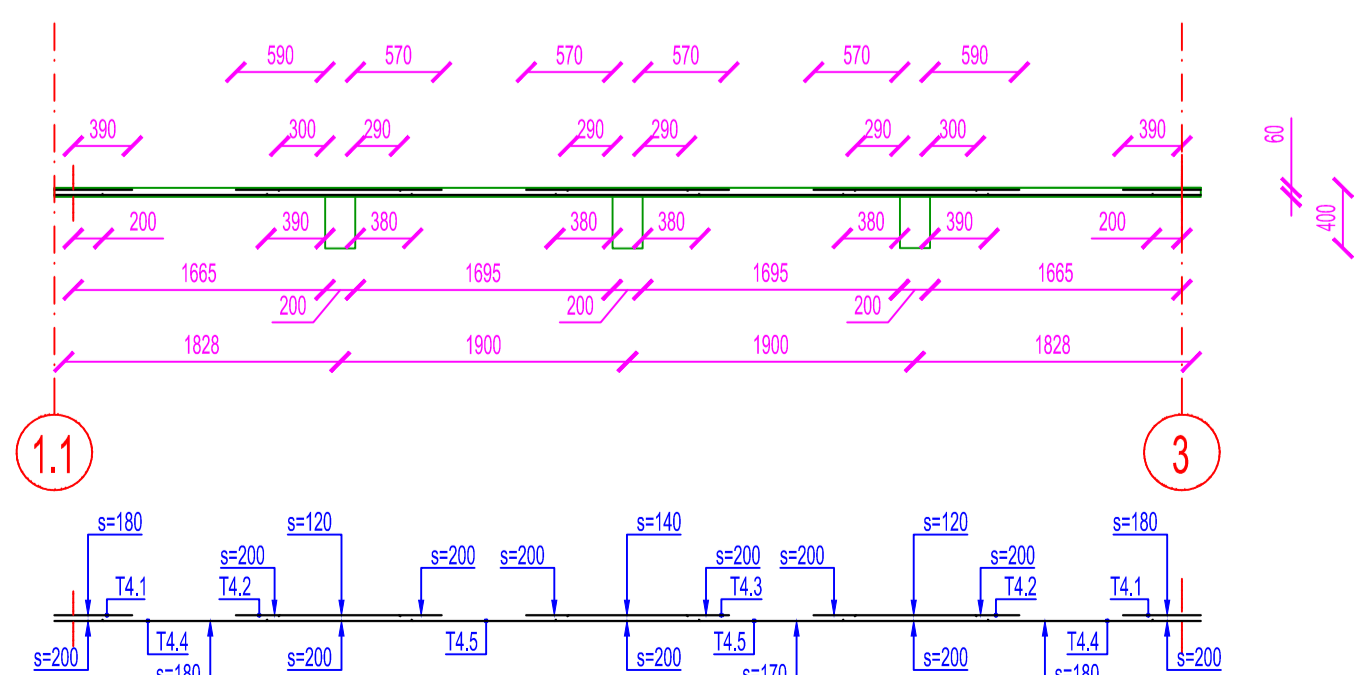 590 570 570 570 570 590
390 300 290 290 290 290 300 390
60
200 390 380 380 380 380 390 200
400
1665 1695 1695 1665
200 200 200
1828 1900 1900 1828
1.1 3
s=180 s=120 s=140 s=120 s=180
s=200 s=200 s=200 s=200 s=200 s=200
T4.1 T4.2 T4.3 T4.2 T4.1
T4.4 T4.5 T4.5 T4.4
s=200 s=200 s=200 s=200 s=200
s=180 s=170 s=180